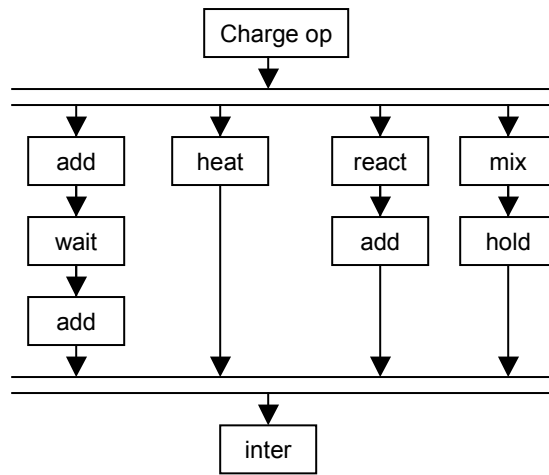 Charge op
add
heat
react
mix
wait
add
hold
add
inter